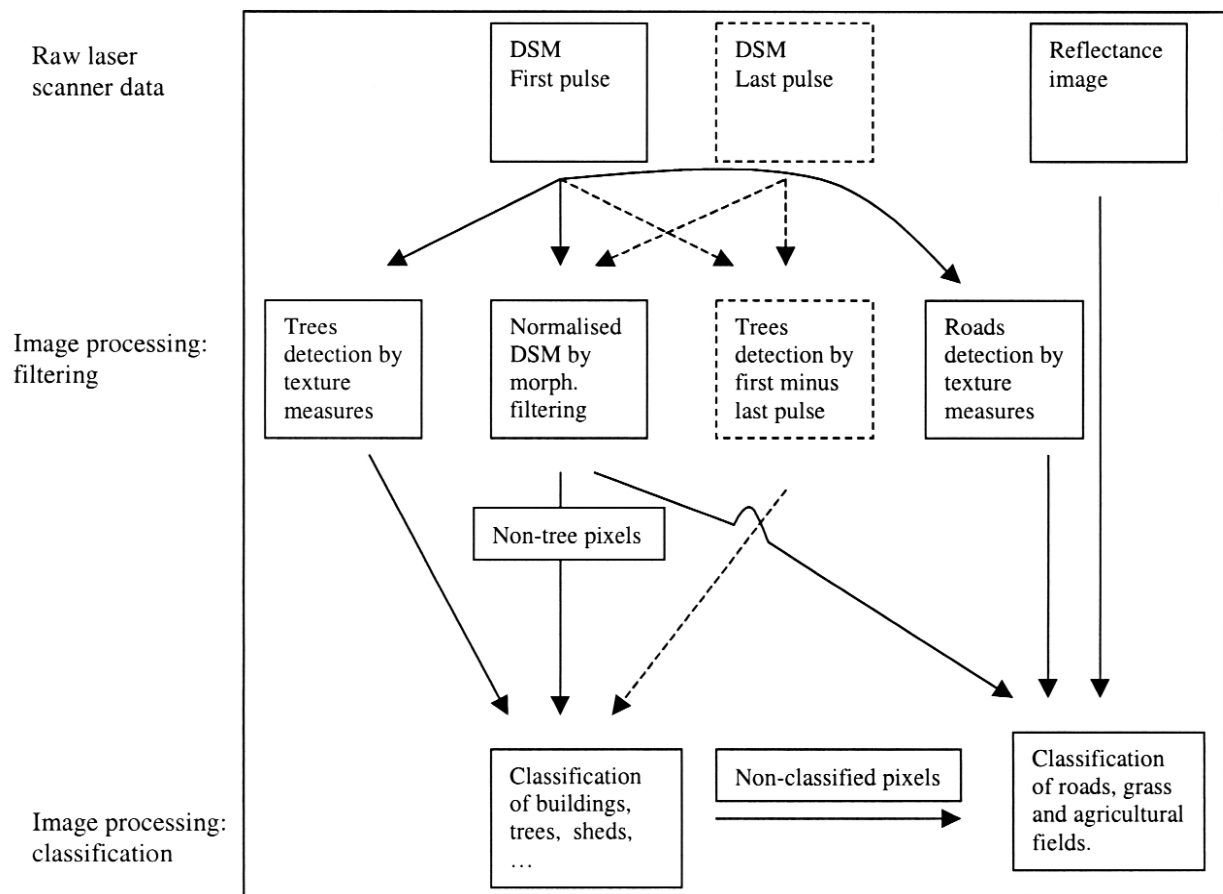 Raw laser
scanner data
DSM
First pulse
DSM
Last pulse
Reflectance
image
Image processing:
filtering
Trees
detection by
texture
measures
Normalised
DSM by
morph.
filtering
Trees
detection by
first minus
last pulse
Roads
detection by
texture
measures
Non-tree pixels
Image processing:
classification
Classification
of buildings,
trees, sheds,
…
Non-classified pixels
Classification
of roads, grass
and agricultural
fields.